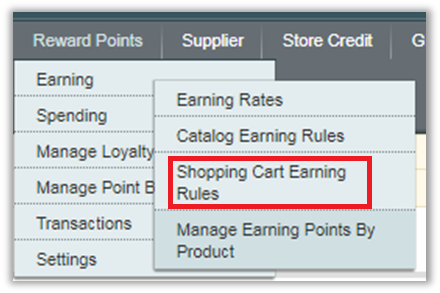 Reward Points Supplier Store Credit G
Earning
Spending
Manage Loyalty
Manage Point B
Transactions
Settings
Earning Rates
Catalog Earning Rules
Shopping Cart Earning
Rules
Manage Earning Points By
Product